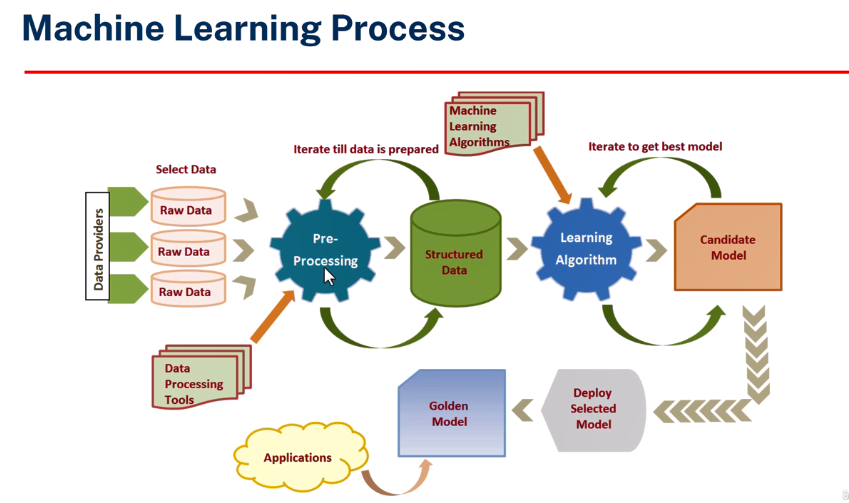 Machine Learning Process
Machine
Learning
Algorithms
Iterate till data is prepared
Iterate to get best model
Select Data
Data Providers
Raw Data
Raw Data
Raw Data
Pre-
Processing
Structured
Data
Learning
Algorithm
Candidate
Model
Data
Processing
Tools
Golden
Model
Deploy
Selected
Model
Applications